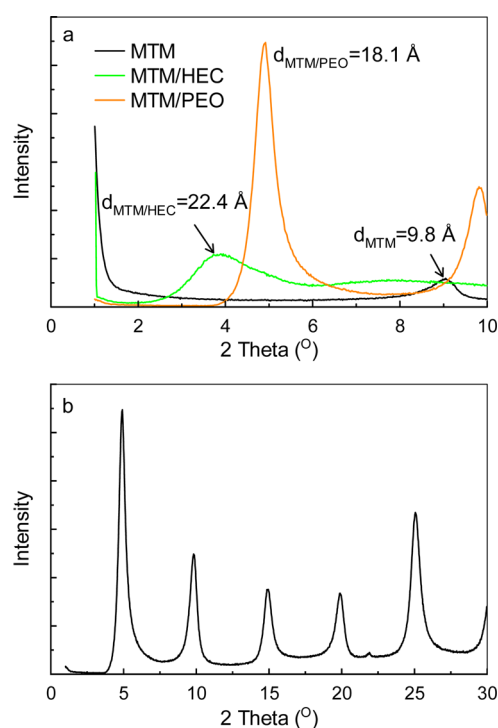 a
MTM
MTM/HEC
MTM/PEO
d_MTM/PEO=18.1 Å
d_MTM/HEC=22.4 Å
d_MTM=9.8 Å
Intensity
0 2 4 6 8 10
2 Theta (°)
b
Intensity
0 5 10 15 20 25 30
2 Theta (°)